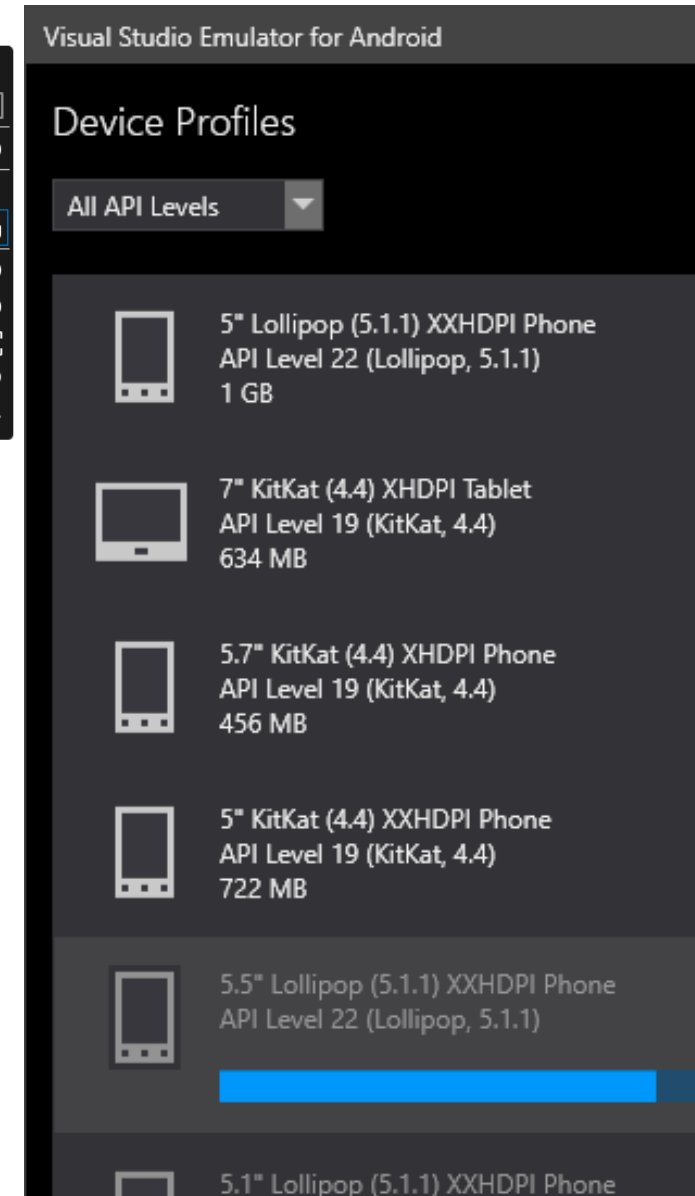 Visual Studio Emulator for Android
Device Profiles
All API Levels
5" Lollipop (5.1.1) XXHDPI Phone
API Level 22 (Lollipop, 5.1.1)
1 GB
7" KitKat (4.4) XHDPI Tablet
API Level 19 (KitKat, 4.4)
634 MB
5.7" KitKat (4.4) XHDPI Phone
API Level 19 (KitKat, 4.4)
456 MB
5" KitKat (4.4) XXHDPI Phone
API Level 19 (KitKat, 4.4)
722 MB
5.5" Lollipop (5.1.1) XXHDPI Phone
API Level 22 (Lollipop, 5.1.1)
5.1" Lollipop (5.1.1) XXHDPI Phone